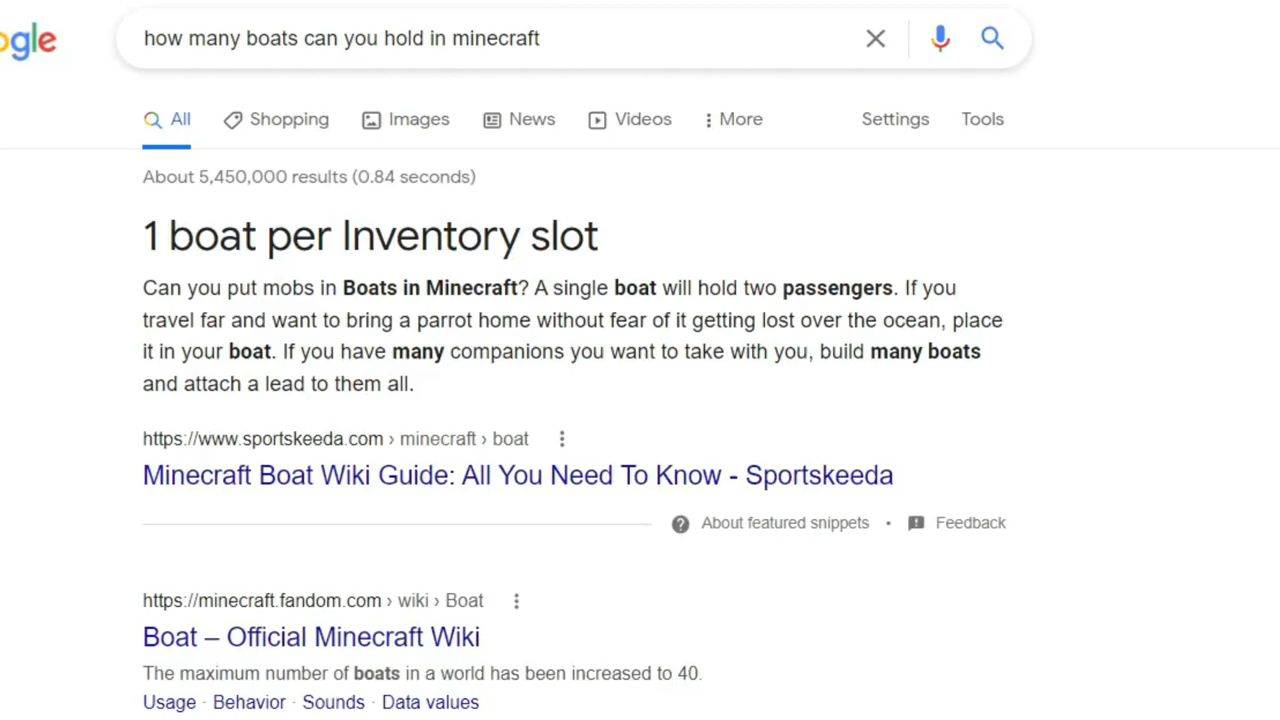 ogle
how many boats can you hold in minecraft
All Shopping Images News Videos More Settings Tools
About 5,450,000 results (0.84 seconds)
1 boat per Inventory slot
Can you put mobs in Boats in Minecraft? A single boat will hold two passengers. If you
travel far and want to bring a parrot home without fear of it getting lost over the ocean, place
it in your boat. If you have many companions you want to take with you, build many boats
and attach a lead to them all.
https://www.sportskeeda.com › minecraft › boat
Minecraft Boat Wiki Guide: All You Need To Know - Sportskeeda
About featured snippets • Feedback
https://minecraft.fandom.com › wiki › Boat
Boat – Official Minecraft Wiki
The maximum number of boats in a world has been increased to 40.
Usage · Behavior · Sounds · Data values